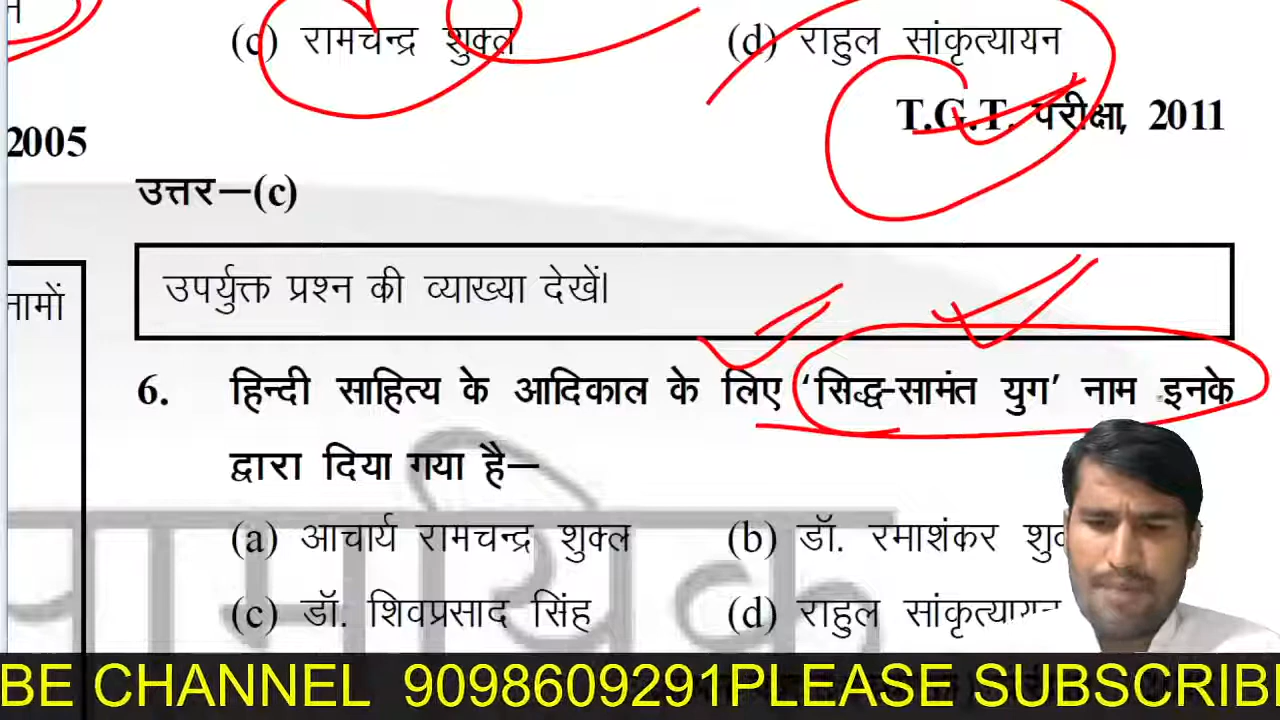 (c) रामचन्द्र शुक्ल (d) राहुल सांकृत्यायन
T.G.T. परीक्षा, 2011
2005
उत्तर–(c)
नामों
उपर्युक्त प्रश्न की व्याख्या देखें।
6. हिन्दी साहित्य के आदिकाल के लिए ‘सिद्ध-सामंत युग’ नाम इनके
द्वारा दिया गया है–
(a) आचार्य रामचन्द्र शुक्ल (b) डॉ. रमाशंकर
(c) डॉ. शिवप्रसाद सिंह (d) राहुल
BE CHANNEL 9098609291PLEASE SUBSCRIB